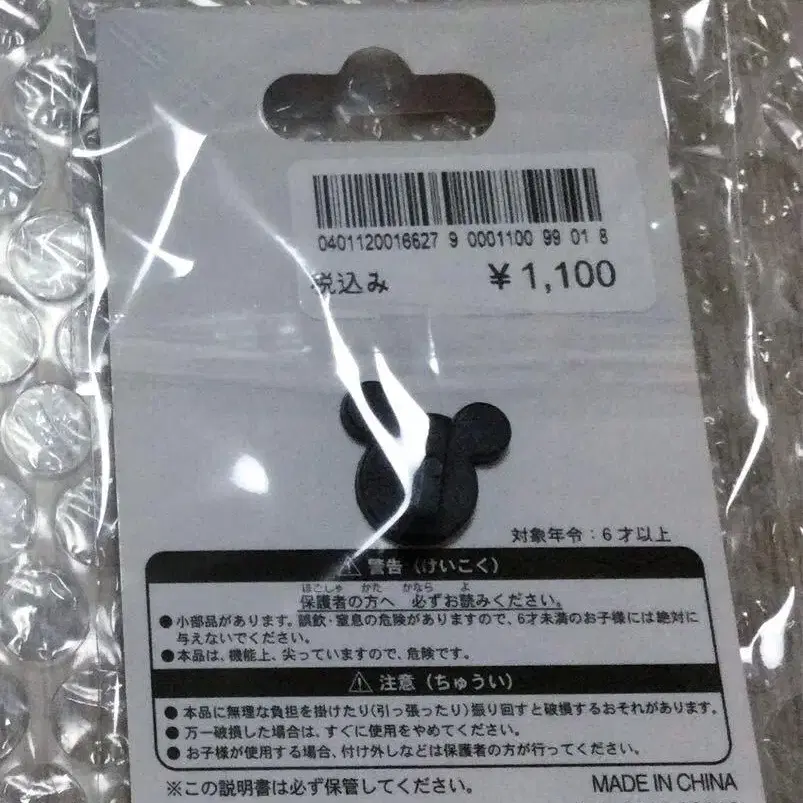 0401120016627 9 0001100 99 01 8
税込み ¥1,100
対象年令：6才以上
⚠ 警告（けいこく）
ほごしゃ かた かなら よ
保護者の方へ 必ずお読みください。
●小部品があります。誤飲・窒息の危険がありますので、6才未満のお子様には絶対に
与えないでください。
●本品は、機能上、尖っていますので、危険です。
⚠ 注意（ちゅうい）
●本品に無理な負担を掛けたり（引っ張ったり）振り回すと破損するおそれがあります。
●万一破損した場合は、すぐに使用をやめてください。
●お子様が使用する場合、付け外しなどは保護者の方が行ってください。
※この説明書は必ず保管してください。
MADE IN CHINA